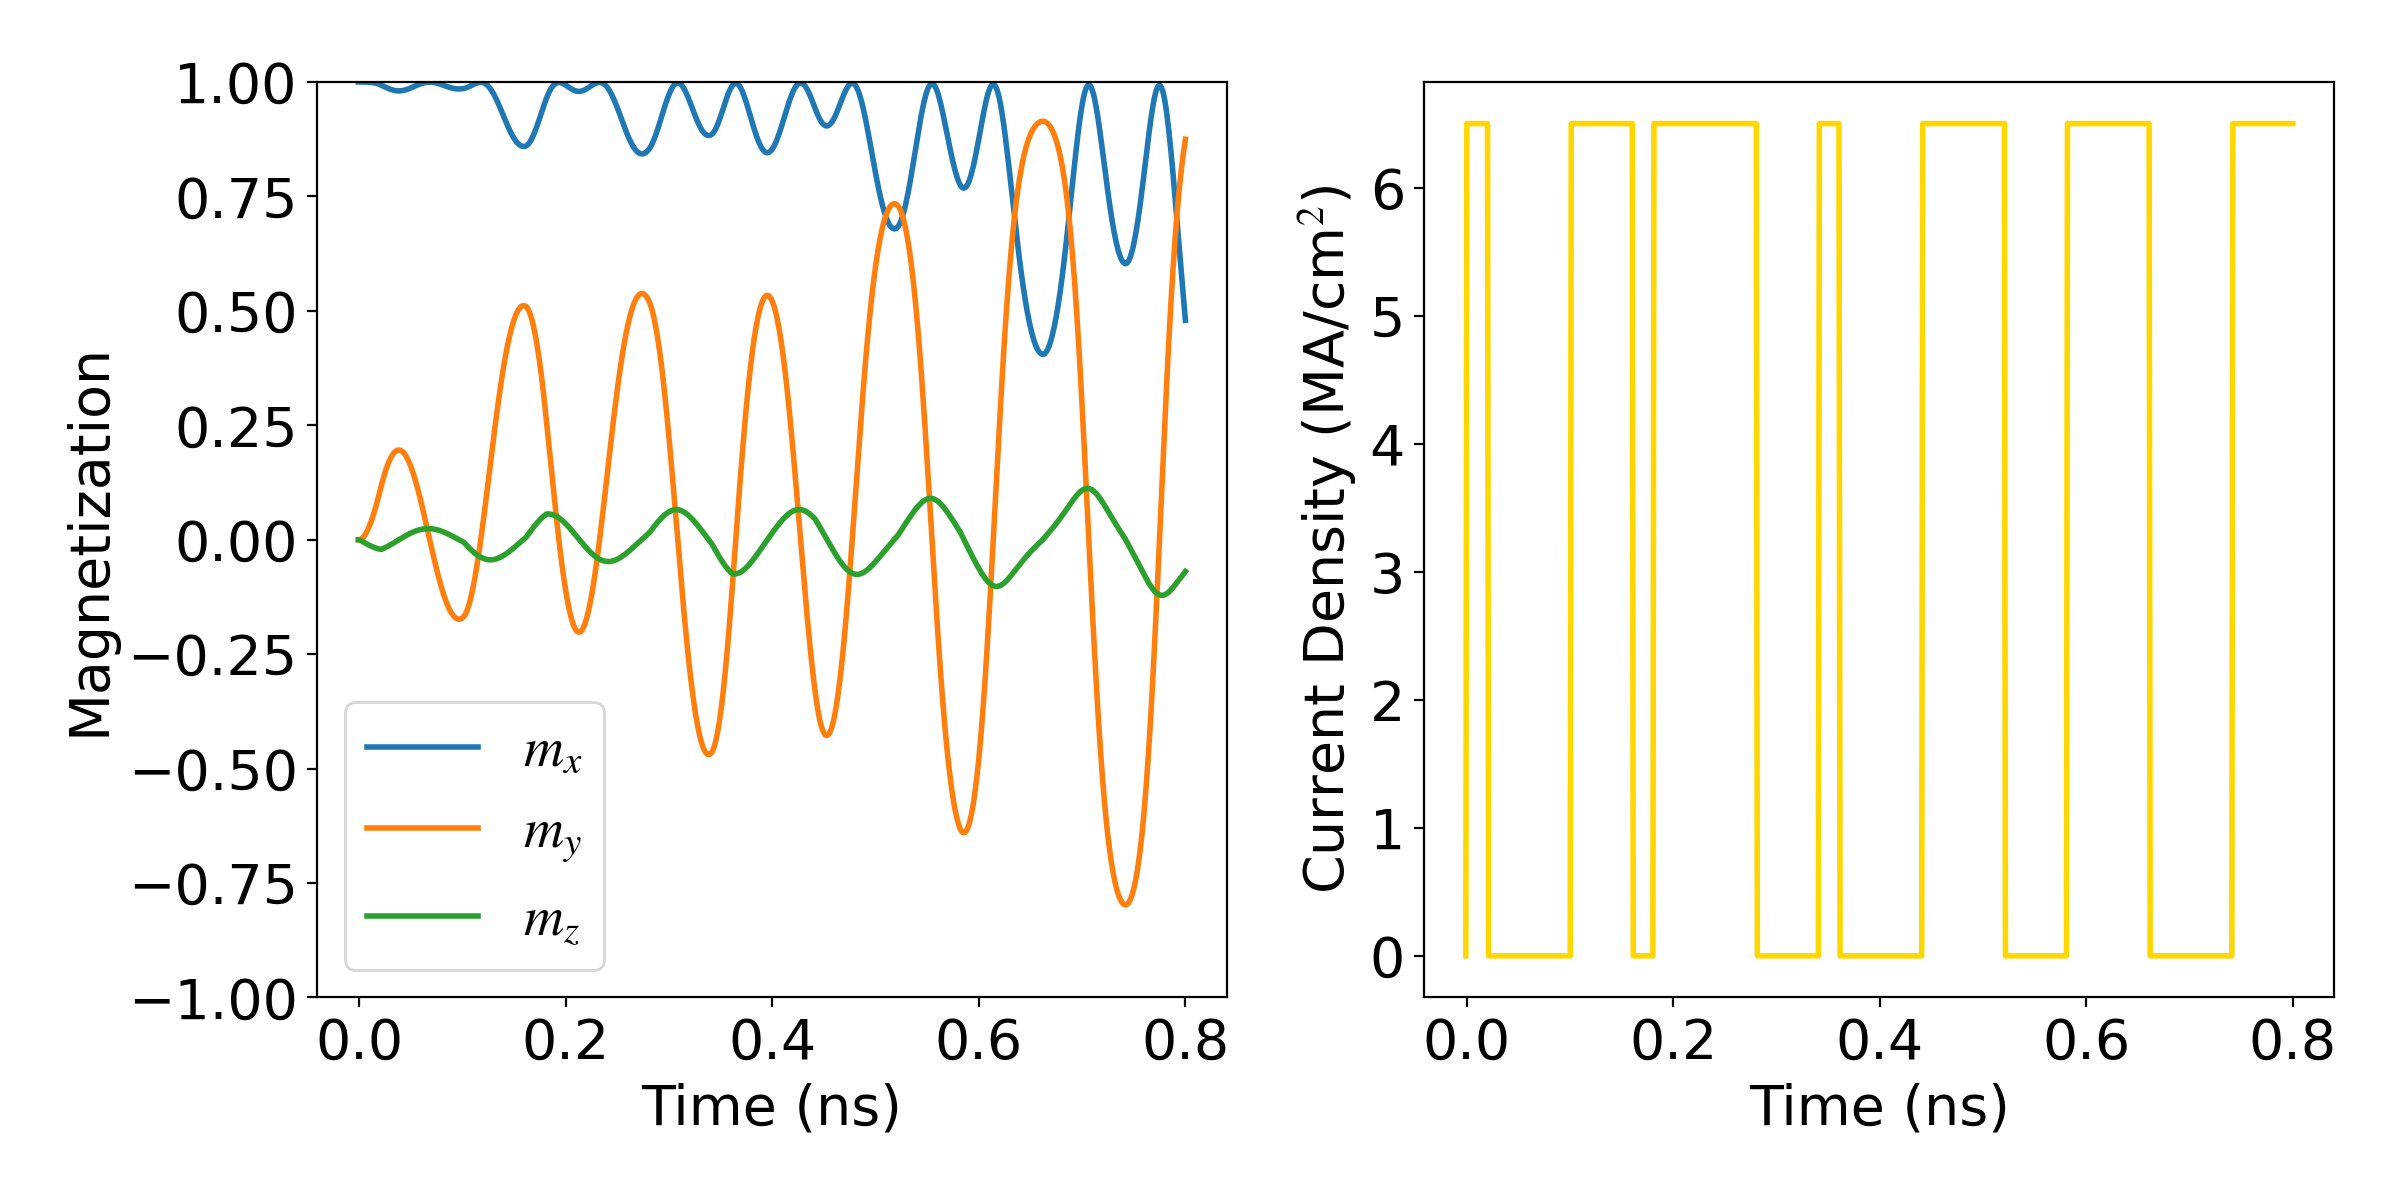 1.00
0.75
0.50
0.25
0.00
−0.25
−0.50
−0.75
−1.00
Magnetization
0.0 0.2 0.4 0.6 0.8
Time (ns)
mₓ
m_y
m_z
6
5
4
3
2
1
0
Current Density (MA/cm²)
0.0 0.2 0.4 0.6 0.8
Time (ns)